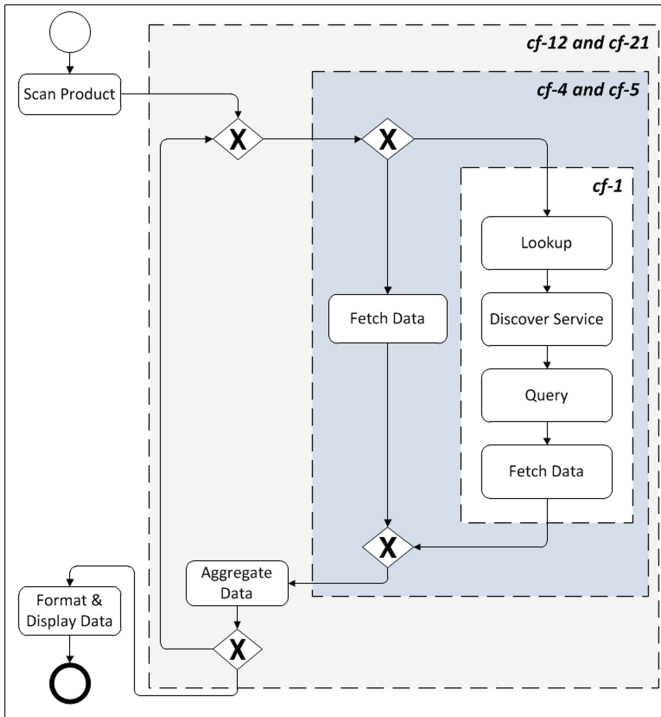 cf-12 and cf-21
Scan Product
cf-4 and cf-5
X
X
cf-1
Lookup
Fetch Data
Discover Service
Query
Fetch Data
X
Aggregate
Data
Format &
Display Data
X